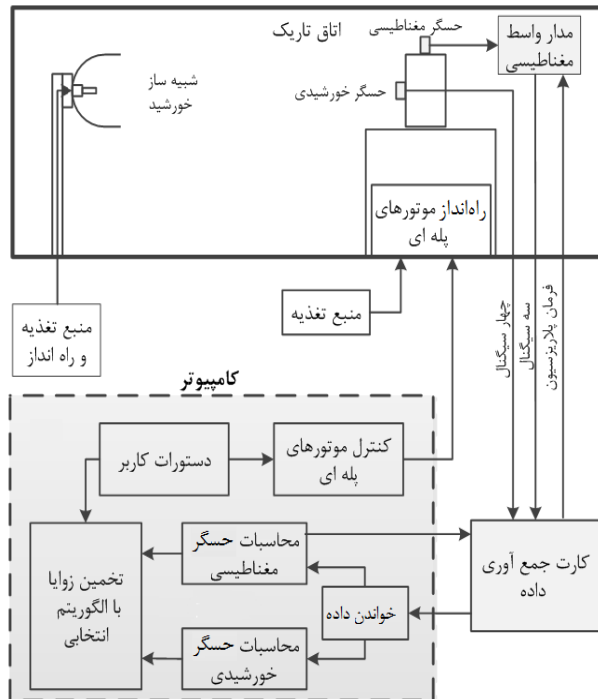 اتاق تاریک
حسگر مغناطیسی
مدار واسط
مغناطیسی
شبیه ساز
خورشید
حسگر خورشیدی
راه‌انداز موتورهای
پله ای
منبع تغذیه
و راه انداز
منبع تغذیه
چهار سیگنال
سه سیگنال
فرمان پلاریزسیون
کامپیوتر
دستورات کاربر
کنترل موتورهای
پله ای
تخمین زوایا
با الگوریتم
انتخابی
محاسبات حسگر
مغناطیسی
خواندن داده
محاسبات حسگر
خورشیدی
کارت جمع آوری
داده